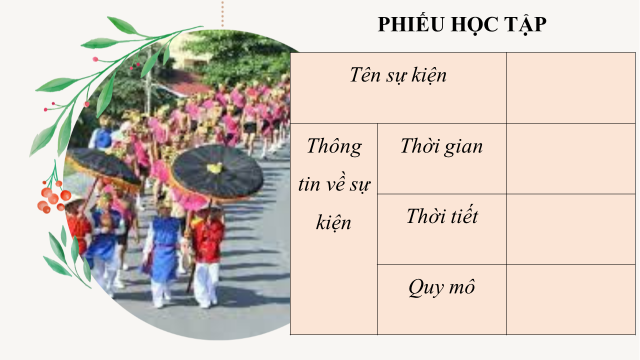 PHIẾU HỌC TẬP
Tên sự kiện
Thông
tin về sự
kiện
Thời gian
Thời tiết
Quy mô